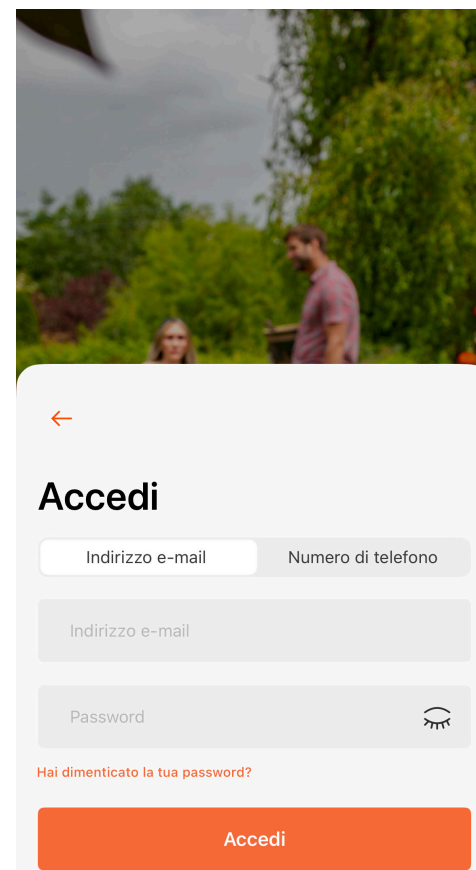 Accedi
Indirizzo e-mail Numero di telefono
Indirizzo e-mail
Password
Hai dimenticato la tua password?
Accedi